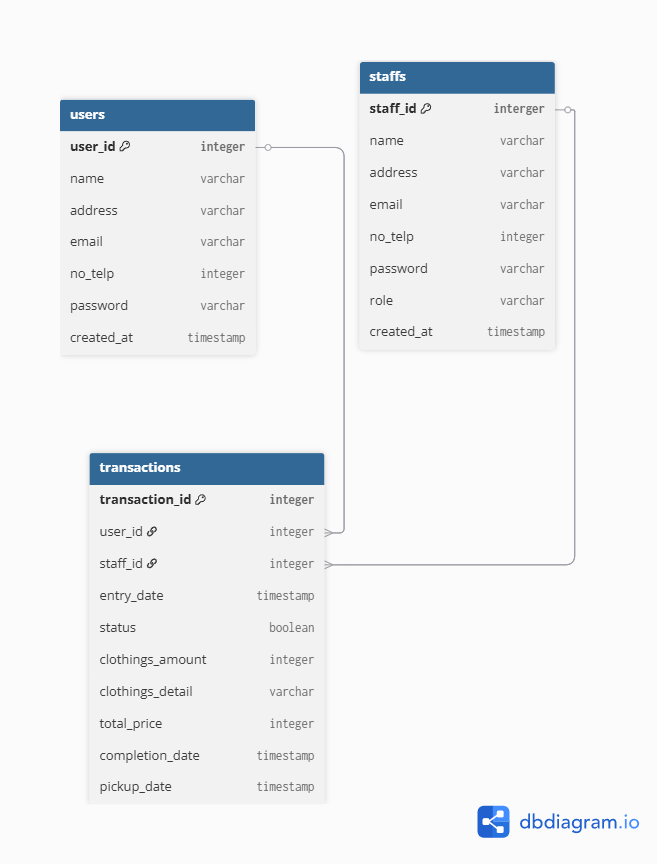 users
user_id integer
name varchar
address varchar
email varchar
no_telp integer
password varchar
created_at timestamp
staffs
staff_id interger
name varchar
address varchar
email varchar
no_telp integer
password varchar
role varchar
created_at timestamp
transactions
transaction_id integer
user_id integer
staff_id integer
entry_date timestamp
status boolean
clothings_amount integer
clothings_detail varchar
total_price integer
completion_date timestamp
pickup_date timestamp
dbdiagram.io